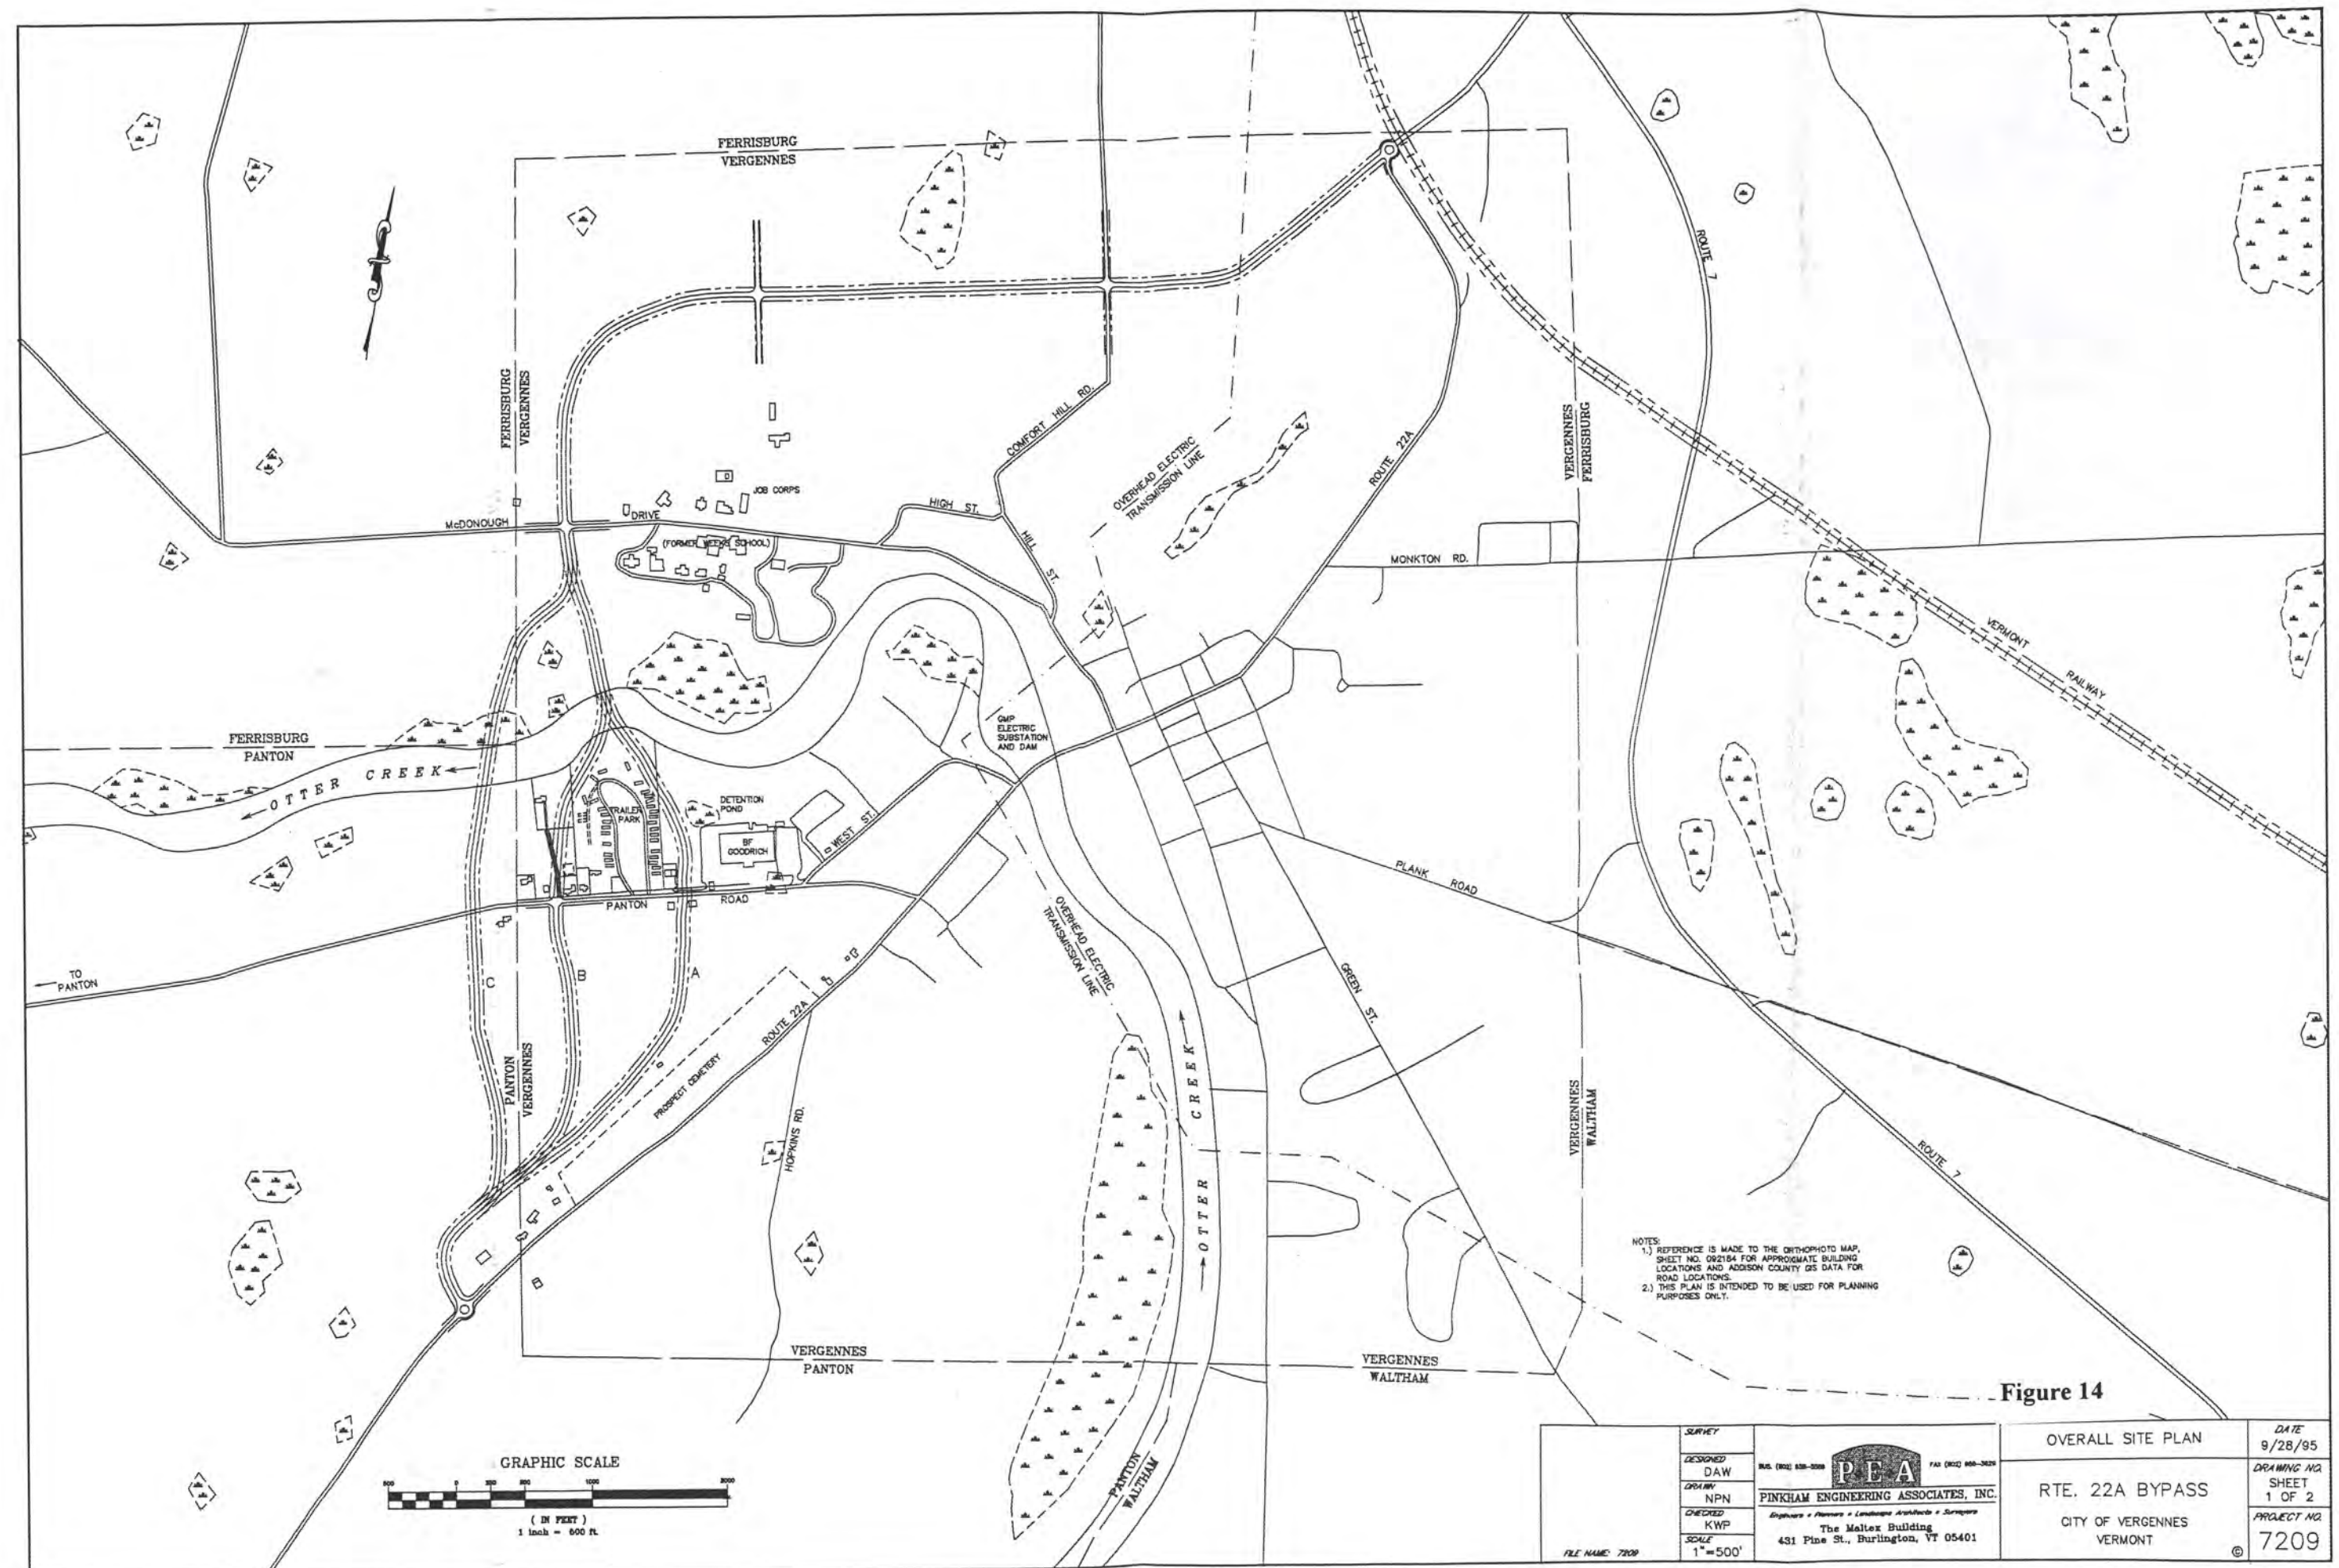 FERRISBURG
VERGENNES
ROUTE 7
FERRISBURG
VERGENNES
COMFORT HILL RD.
OVERHEAD ELECTRIC
TRANSMISSION LINE
ROUTE 22A
VERGENNES
FERRISBURG
JOB CORPS
McDONOUGH
DRIVE
HIGH ST.
(FORMER WEEKS SCHOOL)
HILL ST.
MONKTON RD.
VERMONT
RAILWAY
GMP
ELECTRIC
SUBSTATION
AND DAM
FERRISBURG
PANTON
OTTER CREEK
TRAILER
PARK
DETENTION
POND
BF
GOODRICH
WEST ST.
PLANK ROAD
PANTON ROAD
TO
PANTON
C
B
A
OVERHEAD ELECTRIC
TRANSMISSION LINE
GREEN ST.
ROUTE 22A
PROSPECT CEMETERY
PANTON
VERGENNES
HOPKINS RD.
OTTER CREEK
VERGENNES
WALTHAM
ROUTE 7
NOTES:
1.) REFERENCE IS MADE TO THE ORTHOPHOTO MAP,
SHEET NO. 092184 FOR APPROXIMATE BUILDING
LOCATIONS AND ADDISON COUNTY GIS DATA FOR
ROAD LOCATIONS.
2.) THIS PLAN IS INTENDED TO BE USED FOR PLANNING
PURPOSES ONLY.
VERGENNES
PANTON
VERGENNES
WALTHAM
PANTON
WALTHAM
Figure 14
GRAPHIC SCALE
( IN FEET )
1 inch = 600 ft.
FILE NAME: 7209
SURVEY
DESIGNED
DAW
DRAWN
NPN
CHECKED
KWP
SCALE
1"=500'
PEA
PINKHAM ENGINEERING ASSOCIATES, INC.
Engineers • Planners • Landscape Architects • Surveyors
The Maltex Building
431 Pine St., Burlington, VT 05401
OVERALL SITE PLAN
RTE. 22A BYPASS
CITY OF VERGENNES
VERMONT
©
DATE
9/28/95
DRAWING NO.
SHEET
1 OF 2
PROJECT NO.
7209